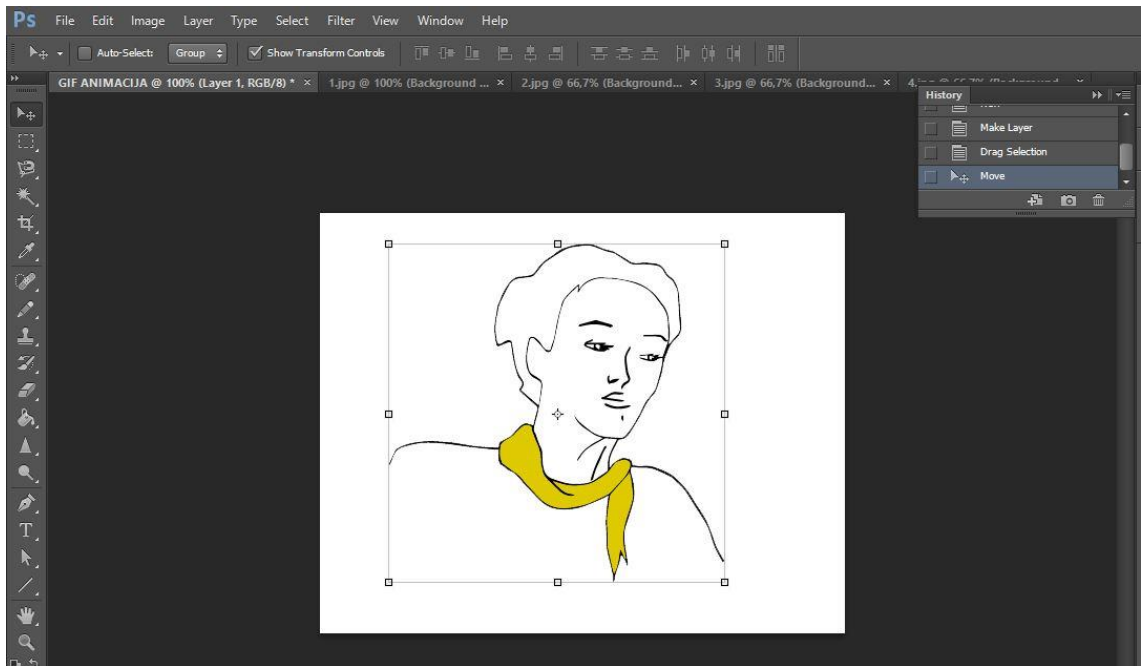 Ps File Edit Image Layer Type Select Filter View Window Help
Auto-Select: Group Show Transform Controls
GIF ANIMACIJA @ 100% (Layer 1, RGB/8) * × 1.jpg @ 100% (Background ... × 2.jpg @ 66,7% (Background... × 3.jpg @ 66,7% (Background... ×
History
Make Layer
Drag Selection
Move
T